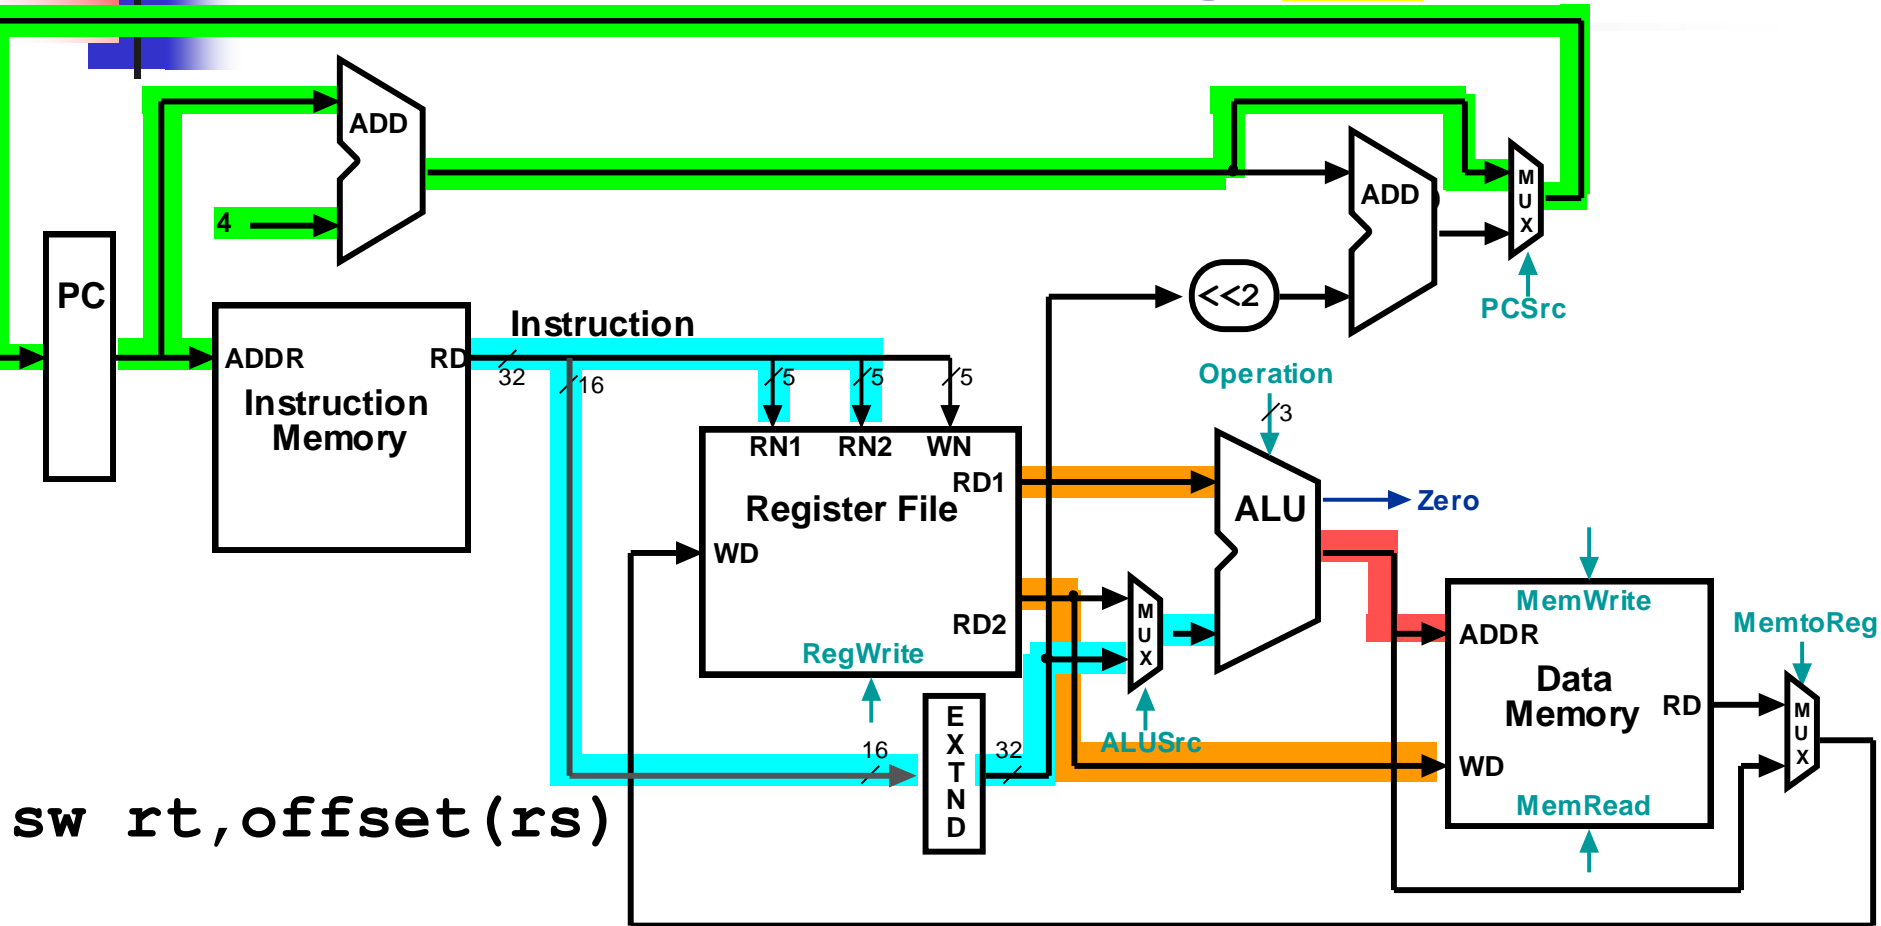 ADD
4
ADD
M
U
X
PC
<<2
PCSrc
Instruction
ADDR
RD
32
16
5
5
5
Operation
3
Instruction
Memory
RN1
RN2
WN
RD1
Register File
ALU
Zero
WD
RD2
RegWrite
M
U
X
ALUSrc
MemWrite
ADDR
MemtoReg
Data
Memory
RD
M
U
X
WD
MemRead
16
E
X
T
N
D
32
sw rt,offset(rs)